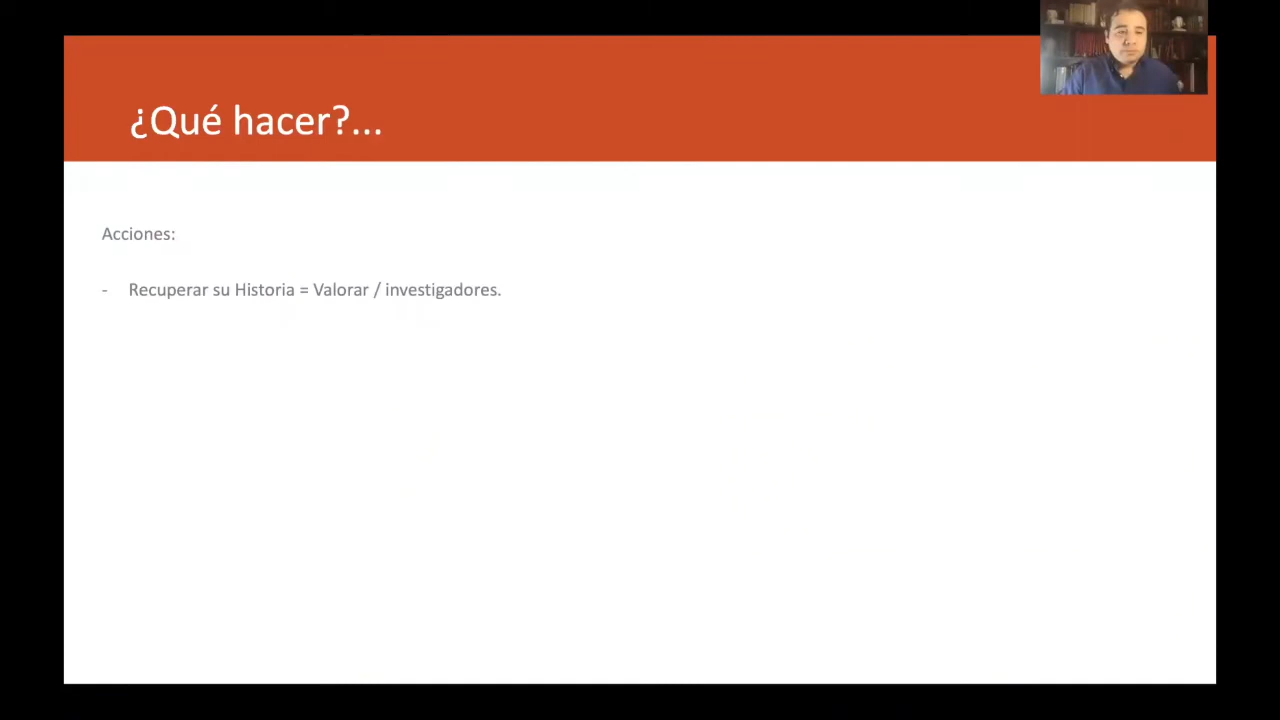 ¿Qué hacer?...
Acciones:
- Recuperar su Historia = Valorar / investigadores.